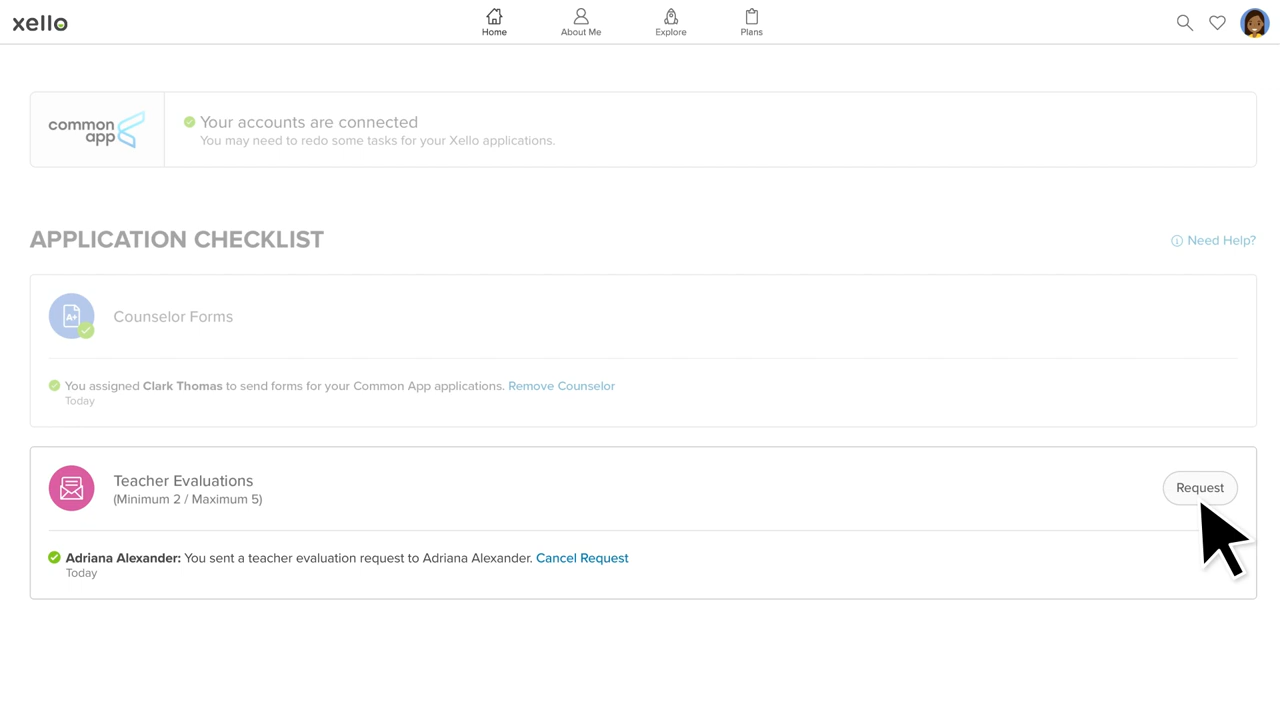 xello
Home
About Me
Explore
Plans
common
app
Your accounts are connected
You may need to redo some tasks for your Xello applications.
APPLICATION CHECKLIST
Need Help?
A+
Counselor Forms
You assigned Clark Thomas to send forms for your Common App applications. Remove Counselor
Today
Teacher Evaluations
(Minimum 2 / Maximum 5)
Request
Adriana Alexander: You sent a teacher evaluation request to Adriana Alexander. Cancel Request
Today